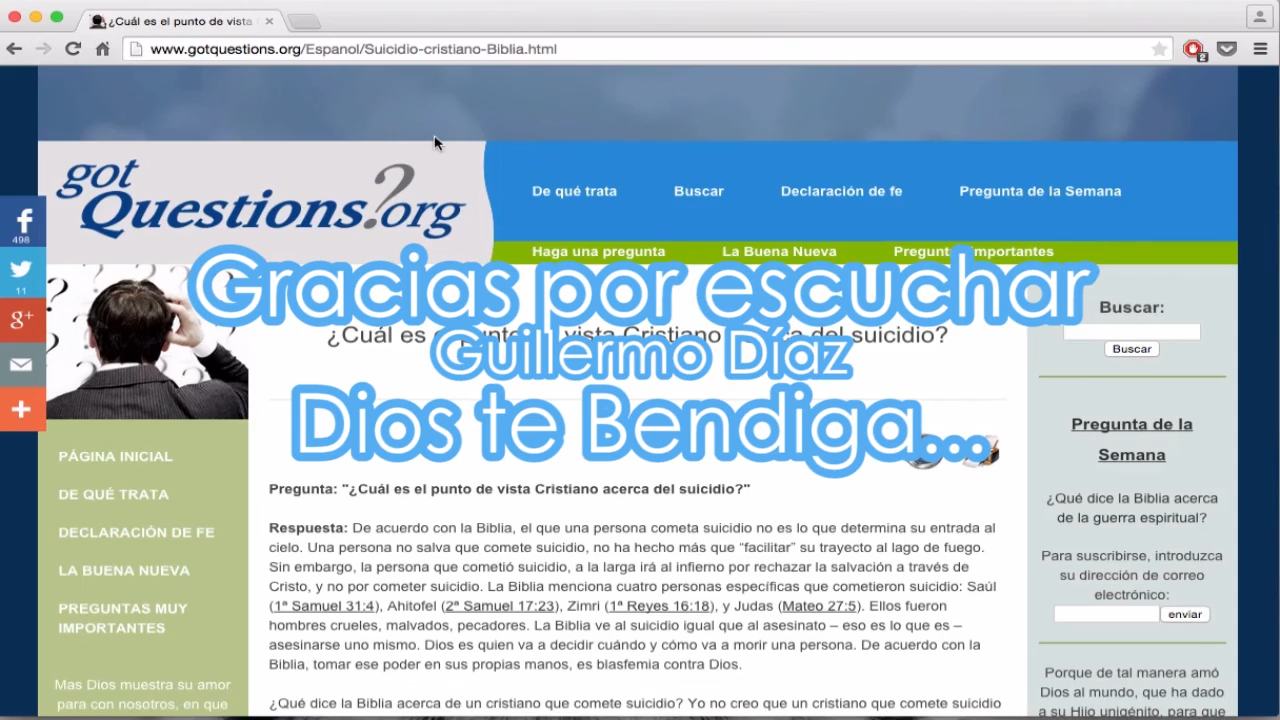 ¿Cuál es el punto de vista
www.gotquestions.org/Espanol/Suicidio-cristiano-Biblia.html
2
got
Questions?.org
De qué trata
Buscar
Declaración de fe
Pregunta de la Semana
Haga una pregunta
La Buena Nueva
Preguntas Importantes
f
498
11
g+
Gracias por escuchar
Guillermo Díaz
Dios te Bendiga...
¿Cuál es el punto de vista Cristiano acerca del suicidio?
Pregunta: "¿Cuál es el punto de vista Cristiano acerca del suicidio?"
Respuesta: De acuerdo con la Biblia, el que una persona cometa suicidio no es lo que determina su entrada al
cielo. Una persona no salva que comete suicidio, no ha hecho más que “facilitar” su trayecto al lago de fuego.
Sin embargo, la persona que cometió suicidio, a la larga irá al infierno por rechazar la salvación a través de
Cristo, y no por cometer suicidio. La Biblia menciona cuatro personas específicas que cometieron suicidio: Saúl
(1ª Samuel 31:4), Ahitofel (2ª Samuel 17:23), Zimri (1ª Reyes 16:18), y Judas (Mateo 27:5). Ellos fueron
hombres crueles, malvados, pecadores. La Biblia ve al suicidio igual que al asesinato – eso es lo que es –
asesinarse uno mismo. Dios es quien va a decidir cuándo y cómo va a morir una persona. De acuerdo con la
Biblia, tomar ese poder en sus propias manos, es blasfemia contra Dios.
¿Qué dice la Biblia acerca de un cristiano que comete suicidio? Yo no creo que un cristiano que comete suicidio
PÁGINA INICIAL
DE QUÉ TRATA
DECLARACIÓN DE FE
LA BUENA NUEVA
PREGUNTAS MUY
IMPORTANTES
Mas Dios muestra su amor
para con nosotros, en que
Buscar:
Buscar
Pregunta de la
Semana
¿Qué dice la Biblia acerca
de la guerra espiritual?
Para suscribirse, introduzca
su dirección de correo
electrónico:
enviar
Porque de tal manera amó
Dios al mundo, que ha dado
a su Hijo unigénito, para que